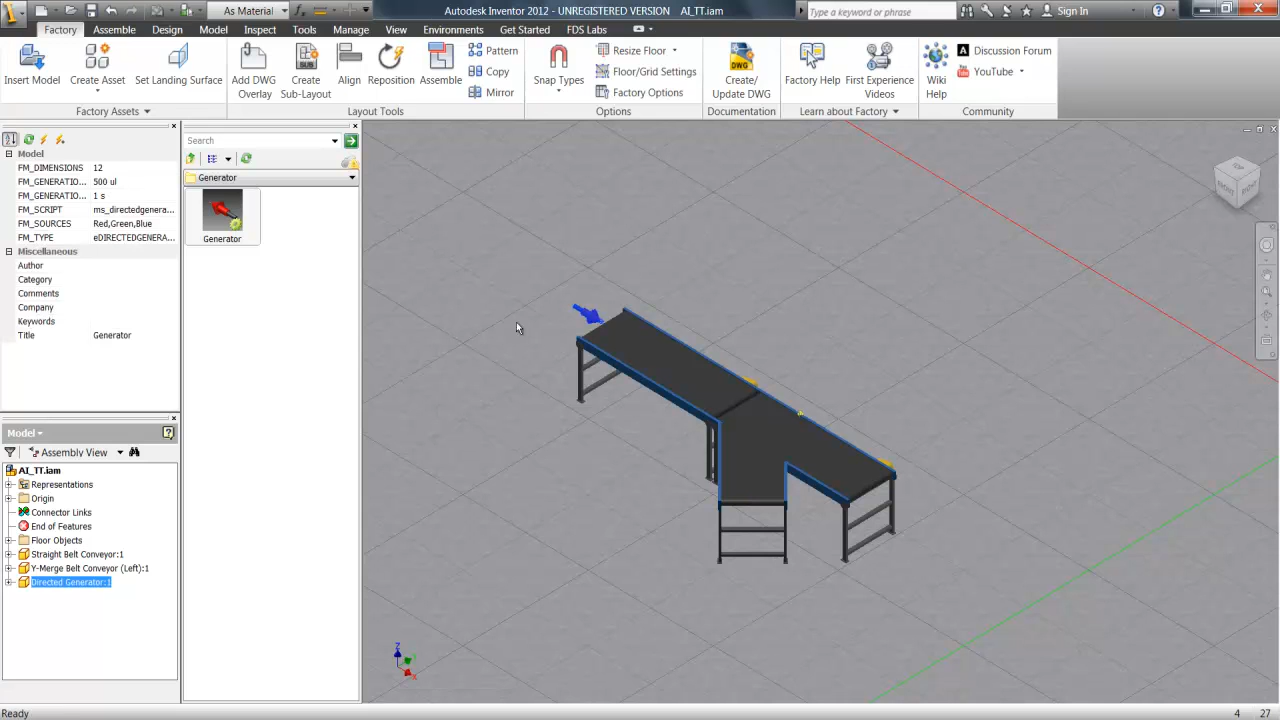 As Material
Autodesk Inventor 2012 - UNREGISTERED VERSION AI_TT.iam
Type a keyword or phrase
Sign In
Factory Assemble Design Model Inspect Tools Manage View Environments Get Started FDS Labs
Insert Model
Create Asset
Set Landing Surface
Factory Assets
Add DWG Overlay
Create Sub-Layout
Align
Reposition
Assemble
Pattern
Copy
Mirror
Layout Tools
Snap Types
Resize Floor
Floor/Grid Settings
Factory Options
Options
DWG
Create/ Update DWG
Documentation
Factory Help
First Experience Videos
Learn about Factory
Wiki Help
Discussion Forum
YouTube
Community
Model
FM_DIMENSIONS 12
FM_GENERATIO... 500 ul
FM_GENERATIO... 1 s
FM_SCRIPT ms_directedgenera...
FM_SOURCES Red,Green,Blue
FM_TYPE eDIRECTEDGENERA...
Miscellaneous
Author
Category
Comments
Company
Keywords
Title Generator
Search
Generator
Generator
Model
Assembly View
AI_TT.iam
Representations
Origin
Connector Links
End of Features
Floor Objects
Straight Belt Conveyor:1
Y-Merge Belt Conveyor (Left):1
Directed Generator:1
Z
X
Ready
4 27